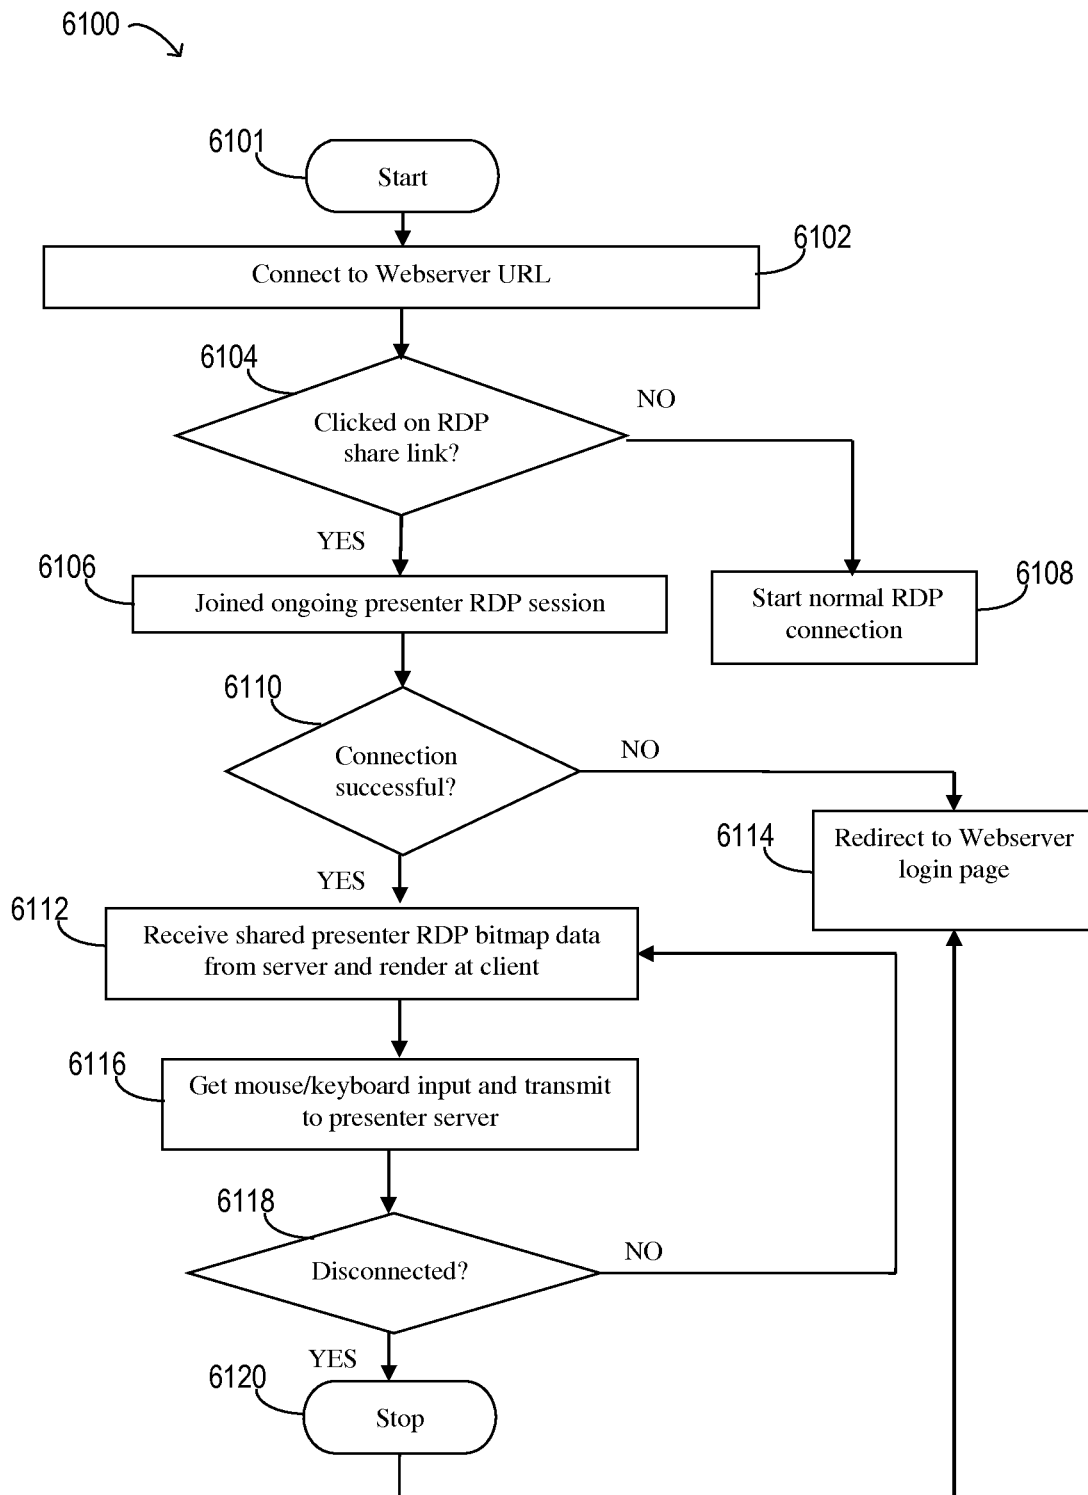 6100
6101
Start
6102
Connect to Webserver URL
6104
Clicked on RDP
share link?
NO
YES
6106
Joined ongoing presenter RDP session
6108
Start normal RDP
connection
6110
Connection
successful?
NO
6114
Redirect to Webserver
login page
YES
6112
Receive shared presenter RDP bitmap data
from server and render at client
6116
Get mouse/keyboard input and transmit
to presenter server
6118
Disconnected?
NO
YES
6120
Stop